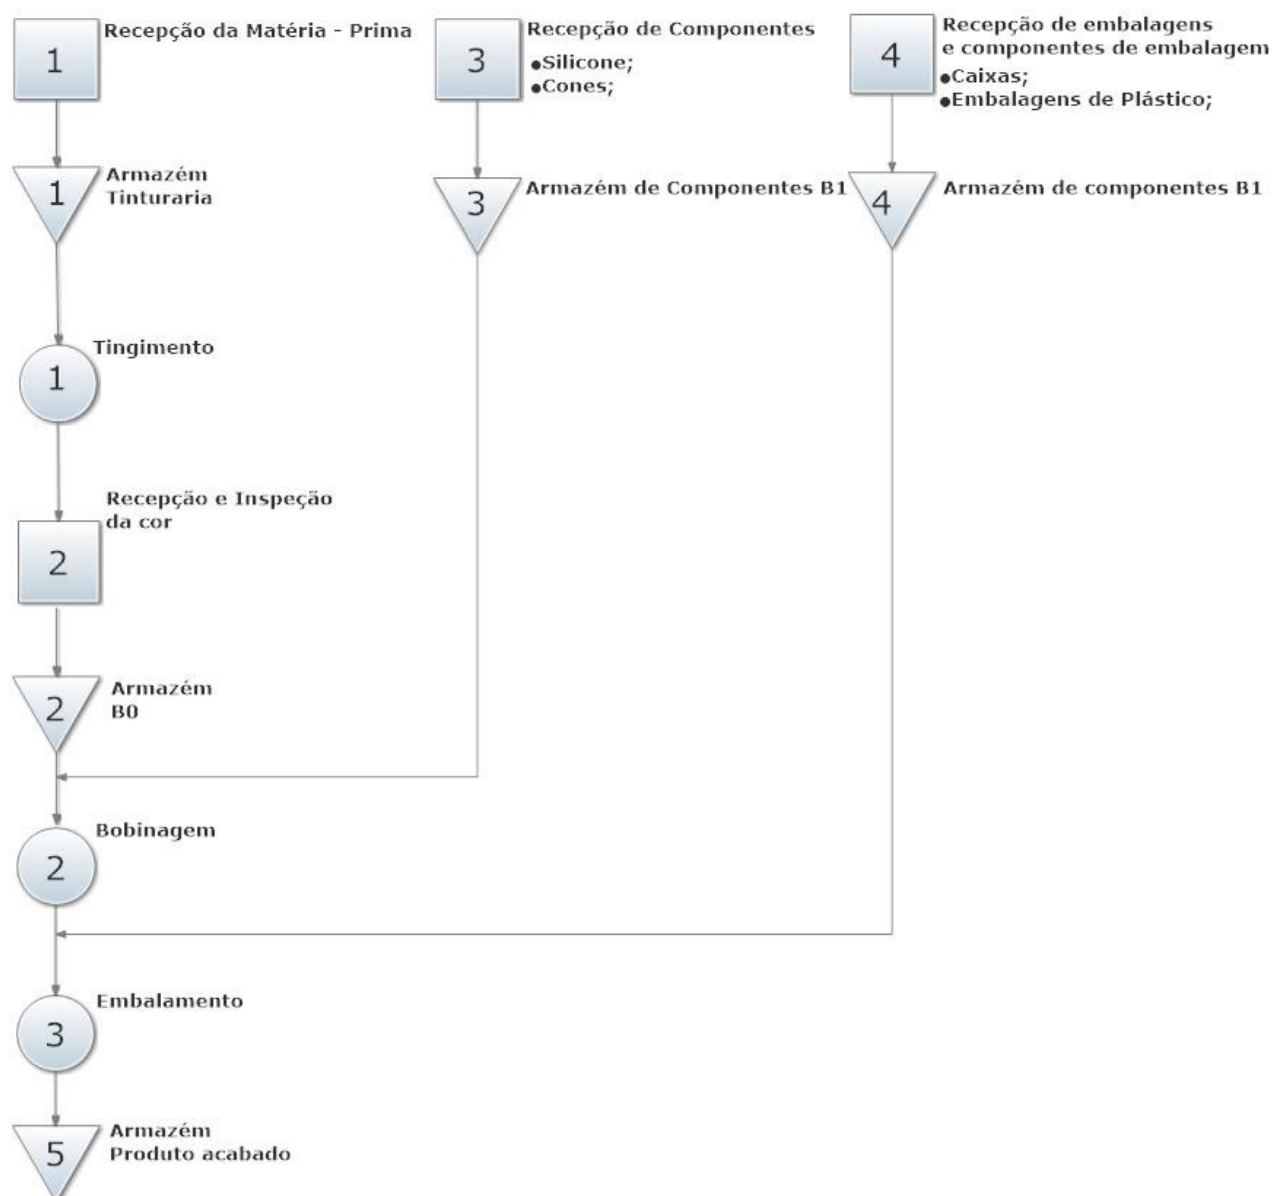 1
Recepção da Matéria - Prima
3
Recepção de Componentes
●Silicone;
●Cones;
4
Recepção de embalagens
e componentes de embalagem
●Caixas;
●Embalagens de Plástico;
1
Armazém
Tinturaria
3
Armazém de Componentes B1
4
Armazém de componentes B1
1
Tingimento
2
Recepção e Inspeção
da cor
2
Armazém
B0
2
Bobinagem
3
Embalamento
5
Armazém
Produto acabado